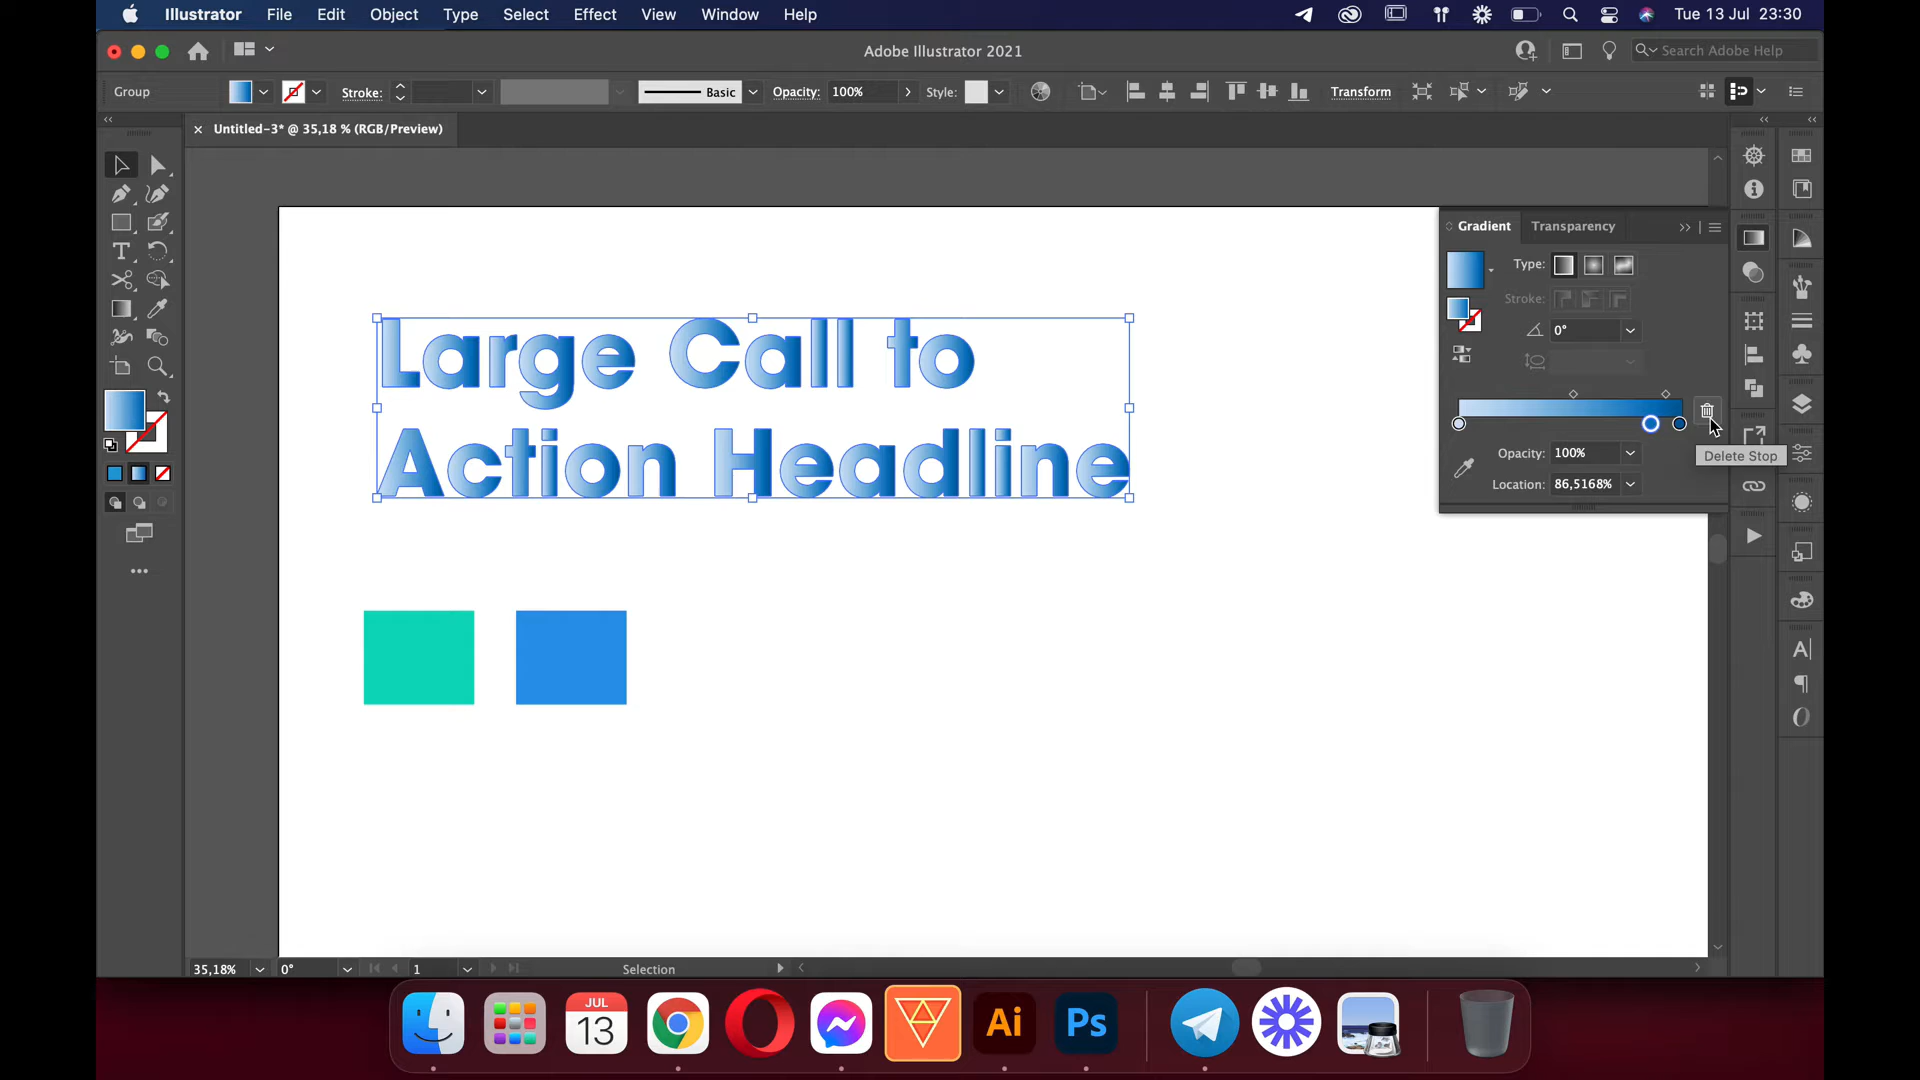 Illustrator File Edit Object Type Select Effect View Window Help Tue 13 Jul 23:30
Adobe Illustrator 2021 Search Adobe Help
Group Stroke: Basic Opacity: 100% Style: Transform
× Untitled-3* @ 35,18 % (RGB/Preview)
Gradient Transparency
Type:
Stroke:
0°
Opacity: 100%
Delete Stop
Location: 86,5168%
Large Call to
Action Headline
35,18% 0° 1 Selection
JUL
13
Ai
Ps